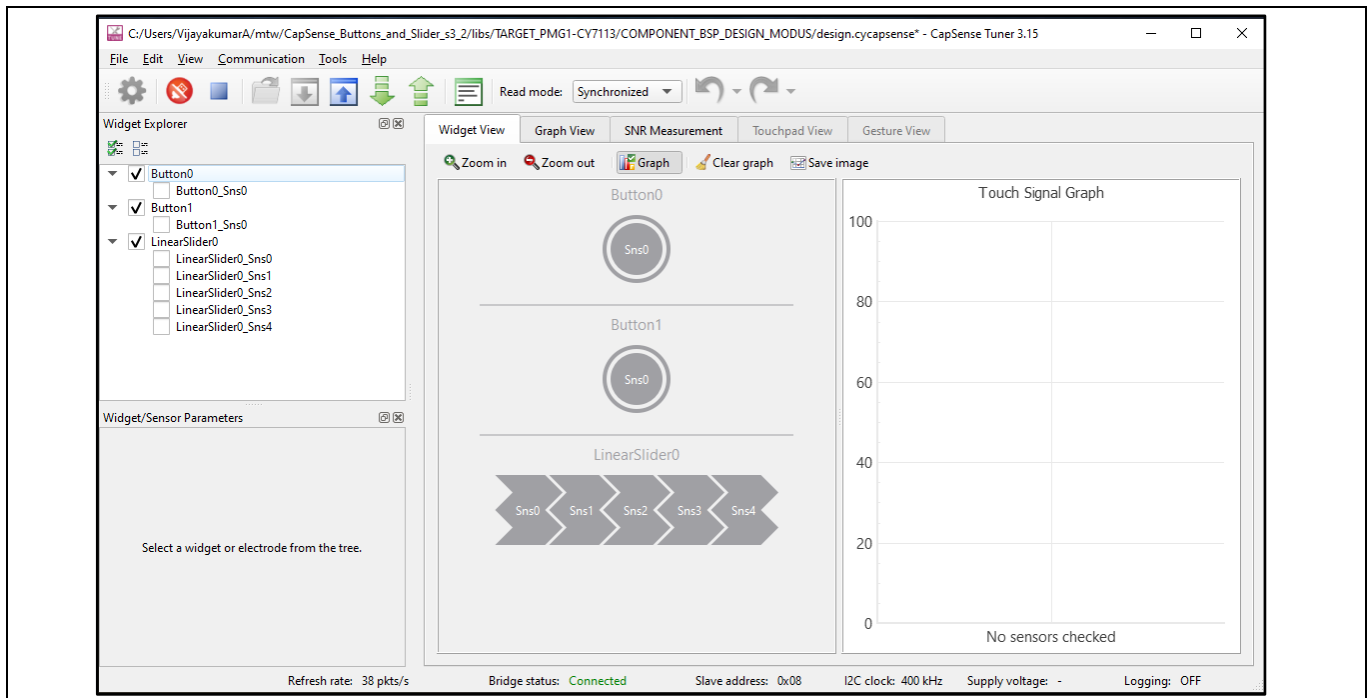 C:/Users/VijayakumarA/mtw/CapSense_Buttons_and_Slider_s3_2/libs/TARGET_PMG1-CY7113/COMPONENT_BSP_DESIGN_MODUS/design.cycapsense* - CapSense Tuner 3.15
File Edit View Communication Tools Help
Read mode: Synchronized
Widget Explorer
Button0
Button0_Sns0
Button1
Button1_Sns0
LinearSlider0
LinearSlider0_Sns0
LinearSlider0_Sns1
LinearSlider0_Sns2
LinearSlider0_Sns3
LinearSlider0_Sns4
Widget/Sensor Parameters
Select a widget or electrode from the tree.
Widget View Graph View SNR Measurement Touchpad View Gesture View
Zoom in Zoom out Graph Clear graph Save image
Button0
Sns0
Button1
Sns0
LinearSlider0
Sns0 Sns1 Sns2 Sns3 Sns4
Touch Signal Graph
100
80
60
40
20
0
No sensors checked
Refresh rate: 38 pkts/s Bridge status: Connected Slave address: 0x08 I2C clock: 400 kHz Supply voltage: - Logging: OFF